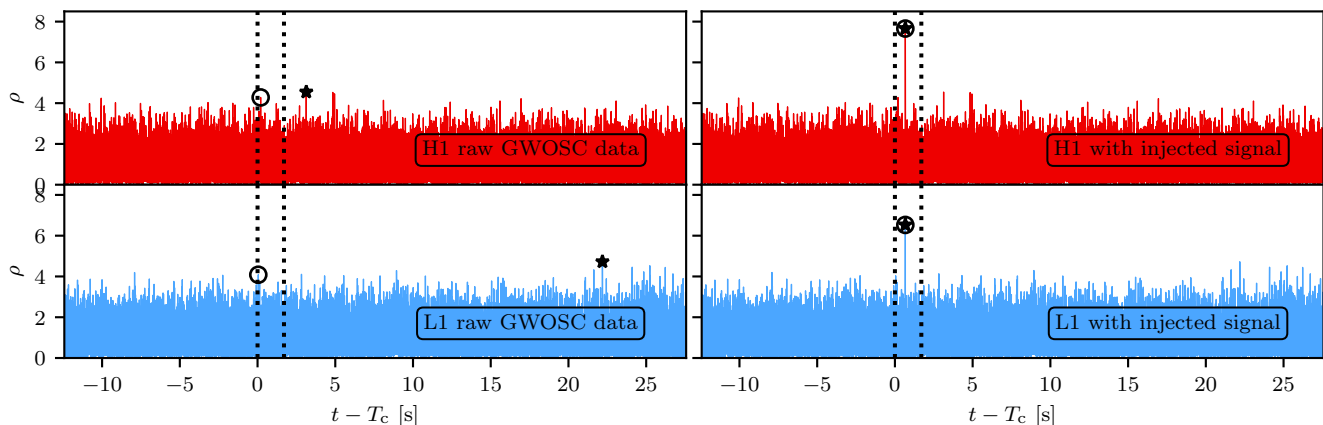 8
6
4
2
0
ρ
H1 raw GWOSC data
H1 with injected signal
8
6
4
2
0
ρ
L1 raw GWOSC data
L1 with injected signal
−10 −5 0 5 10 15 20 25
−10 −5 0 5 10 15 20 25
t − T_c [s]
t − T_c [s]